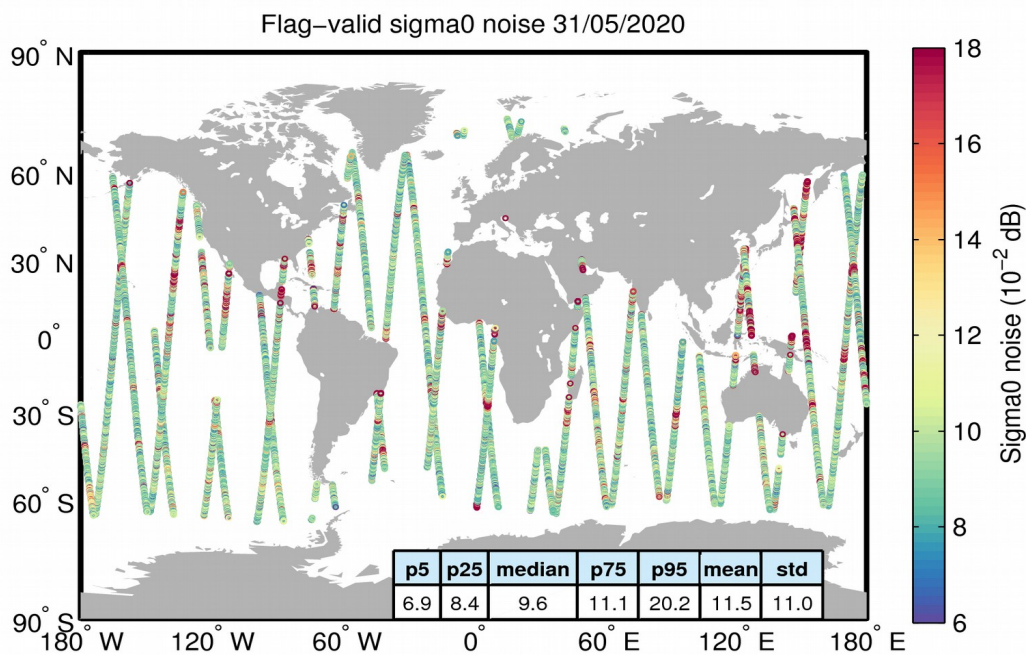 Flag−valid sigma0 noise 31/05/2020
90° N
60° N
30° N
0°
30° S
60° S
90° S
180° W
120° W
60° W
0°
60° E
120° E
180° E
p5 p25 median p75 p95 mean std
6.9 8.4 9.6 11.1 20.2 11.5 11.0
18
16
14
12
10
8
6
Sigma0 noise (10⁻² dB)